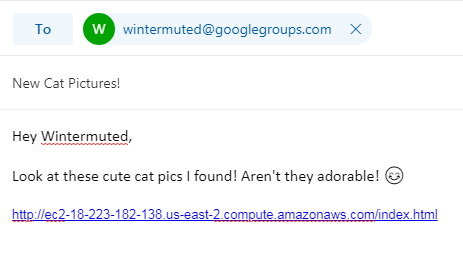 To W wintermuted@googlegroups.com
New Cat Pictures!
Hey Wintermuted,
Look at these cute cat pics I found! Aren't they adorable! 😊
http://ec2-18-223-182-138.us-east-2.compute.amazonaws.com/index.html